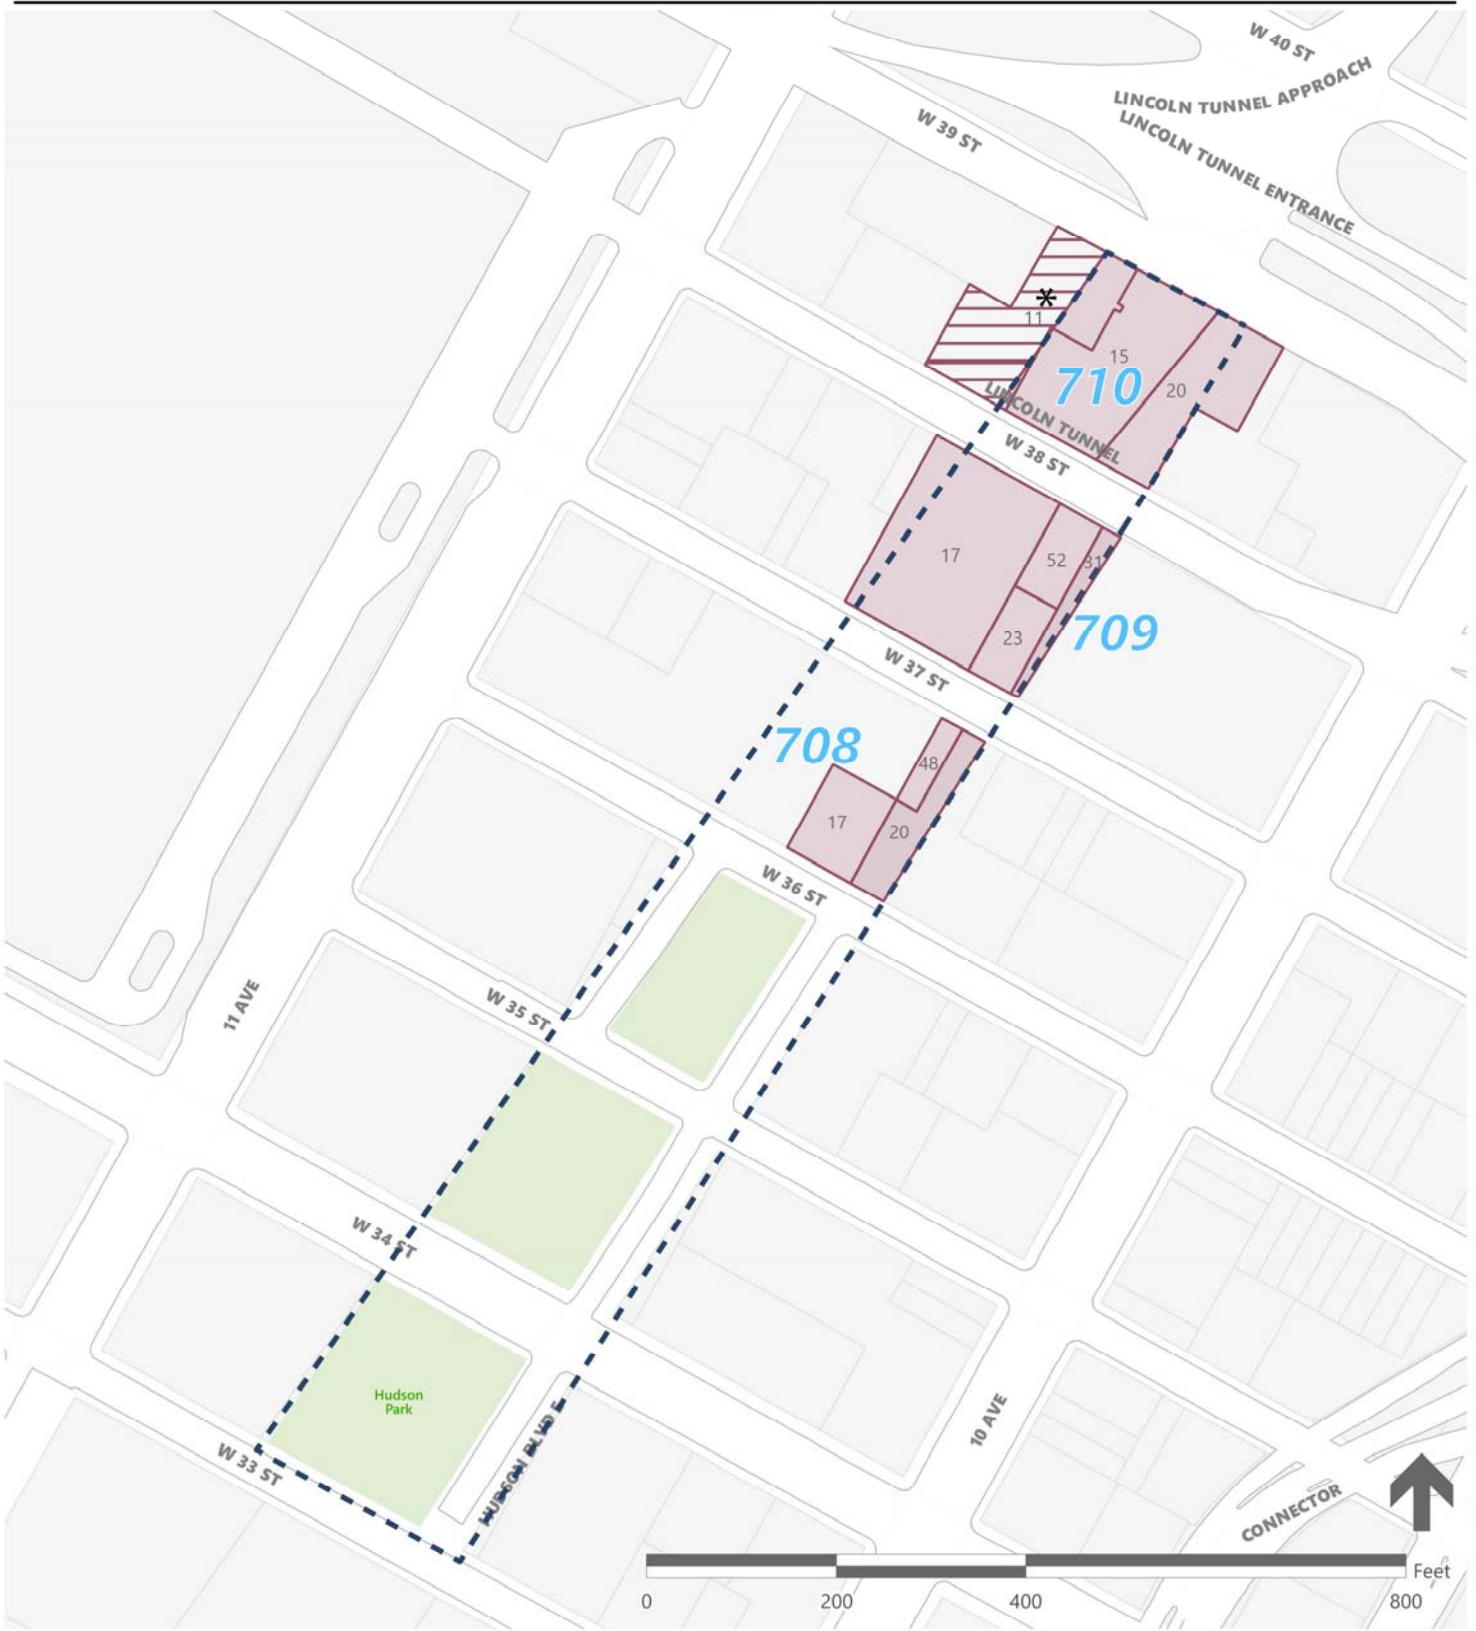 W 40 ST
LINCOLN TUNNEL APPROACH
LINCOLN TUNNEL ENTRANCE
W 39 ST
*
11
15
710
20
LINCOLN TUNNEL
W 38 ST
17
52
31
23
709
W 37 ST
708
48
17
20
W 36 ST
W 35 ST
11 AVE
W 34 ST
Hudson
Park
HUDSON BLVD E
10 AVE
W 33 ST
CONNECTOR
Feet
0
200
400
800